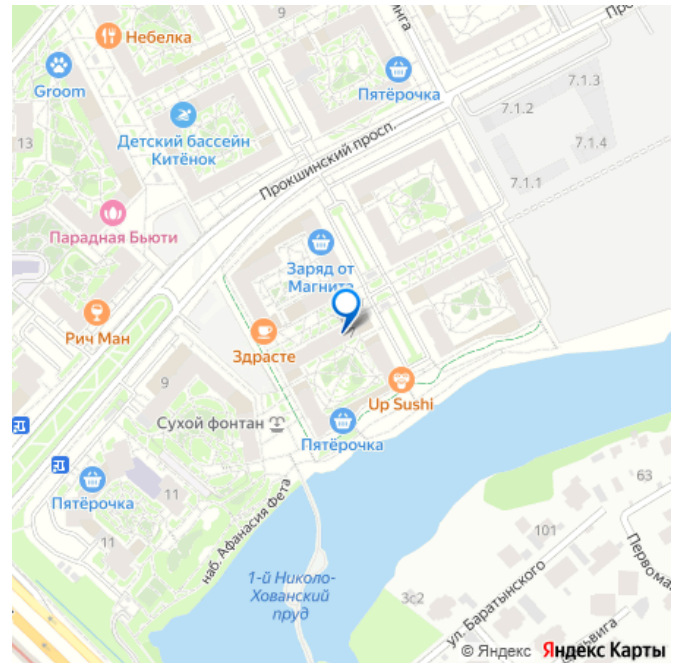 9
Небелка
Groom
Пятёрочка
7.1.3
7.1.2
13
Детский бассейн
Китёнок
7.1.4
Прокшинский просп.
7.1.1
Парадная Бьюти
Заряд от
Магнита
Рич Ман
Здрасте
9
Up Sushi
Сухой фонтан
Пятёрочка
63
Пятёрочка
11
11
101
наб. Афанасия Фета
1-й Николо-
Хованский
пруд
3с2
ул. Баратынского
© Яндекс Яндекс Карты